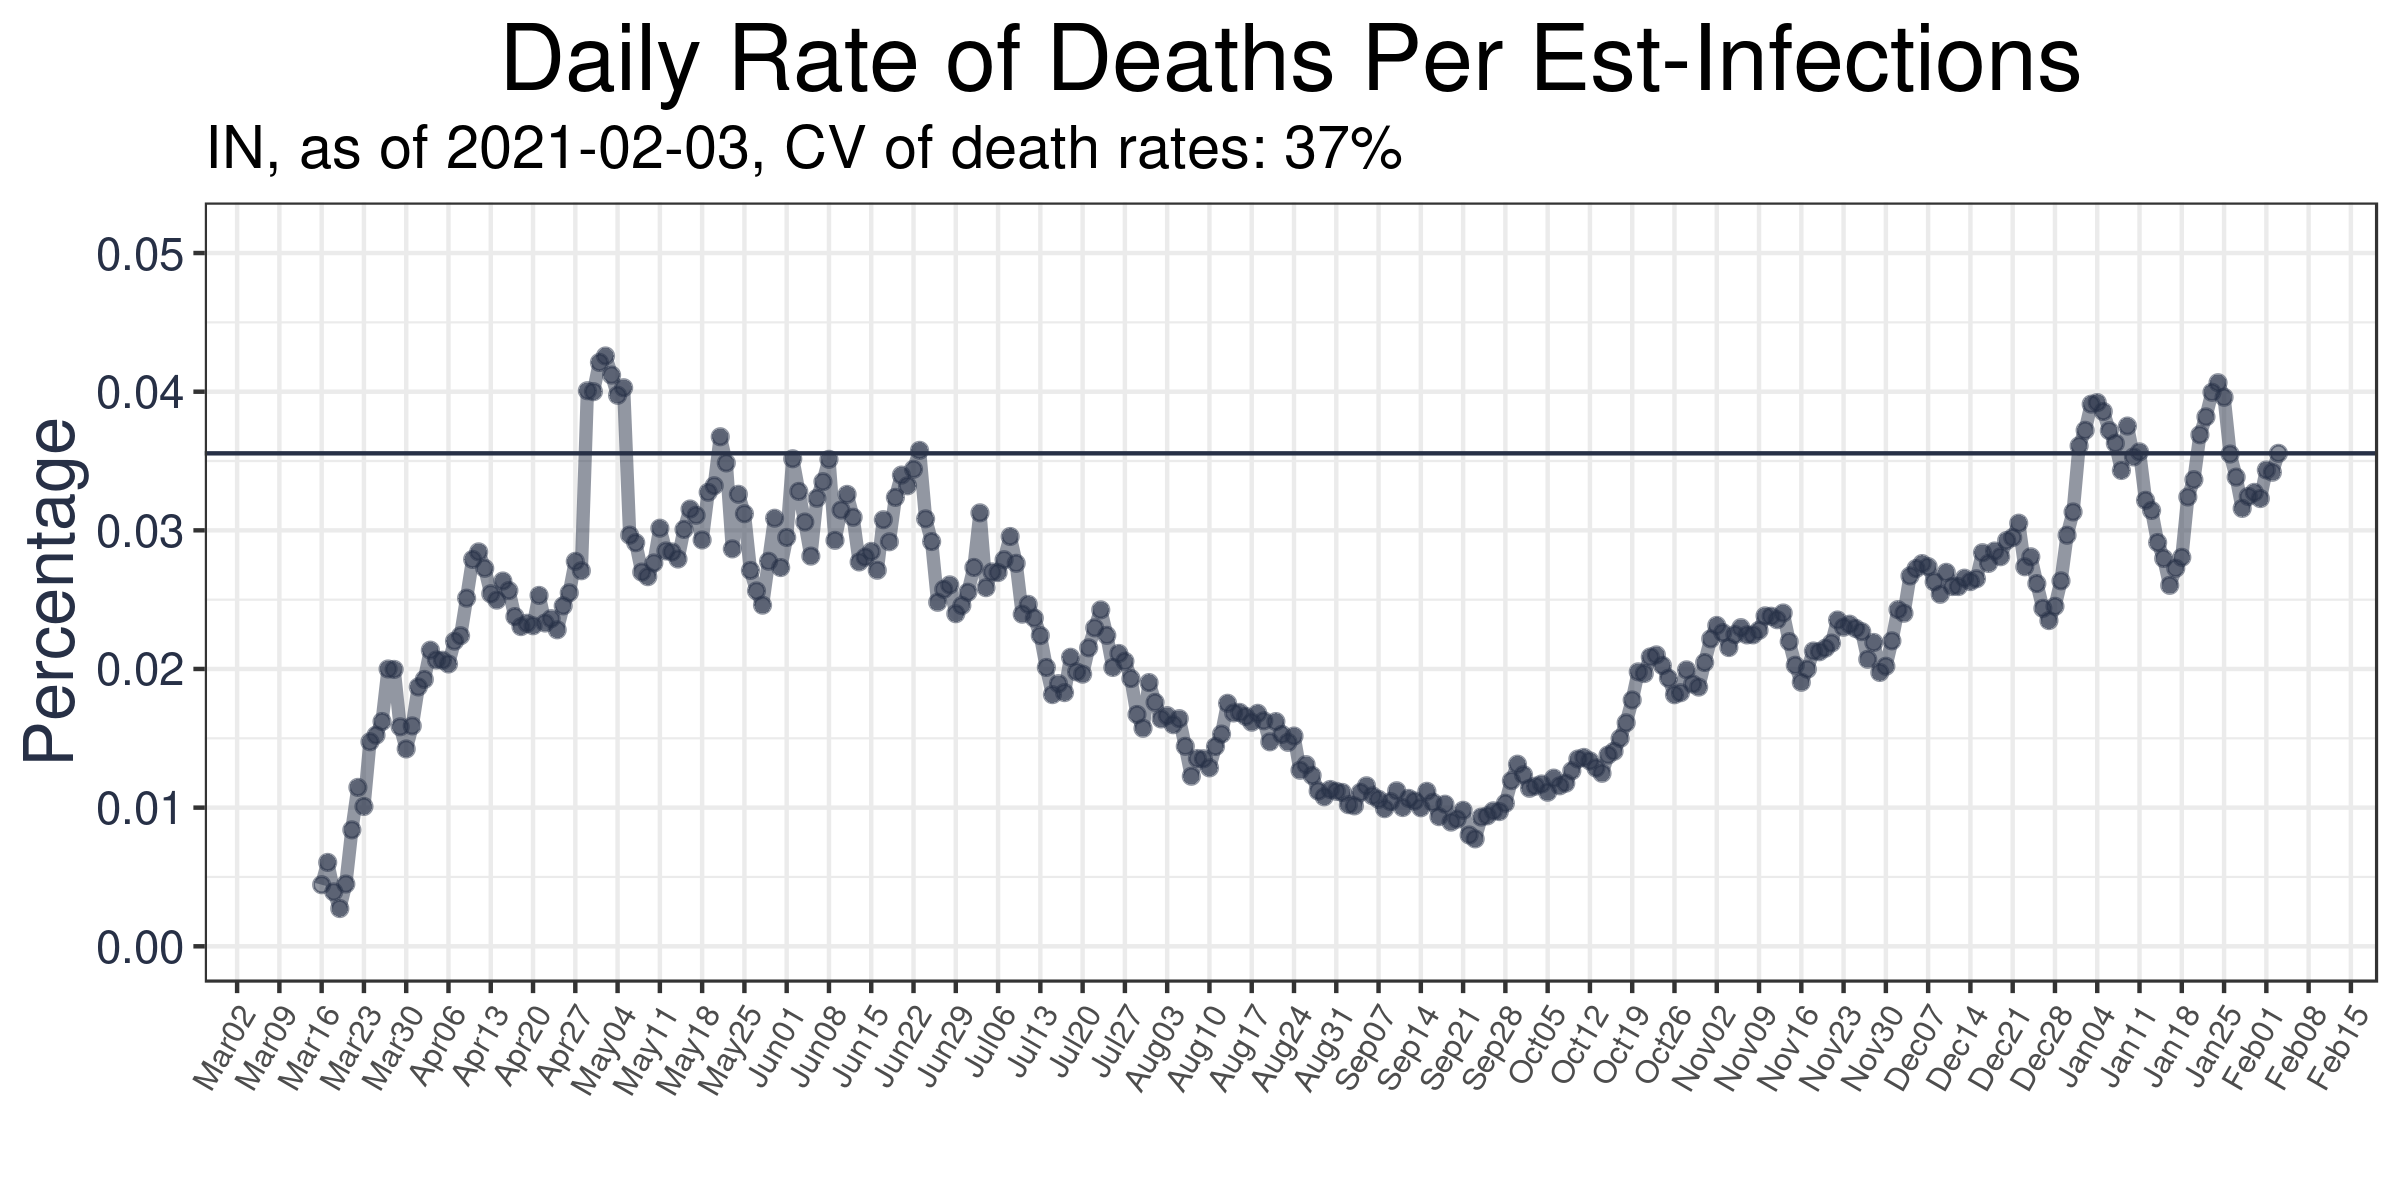 Daily Rate of Deaths Per Est-Infections
IN, as of 2021-02-03, CV of death rates: 37%
Percentage
0.05
0.04
0.03
0.02
0.01
0.00
Mar02
Mar09
Mar16
Mar23
Mar30
Apr06
Apr13
Apr20
Apr27
May04
May11
May18
May25
Jun01
Jun08
Jun15
Jun22
Jun29
Jul06
Jul13
Jul20
Jul27
Aug03
Aug10
Aug17
Aug24
Aug31
Sep07
Sep14
Sep21
Sep28
Oct05
Oct12
Oct19
Oct26
Nov02
Nov09
Nov16
Nov23
Nov30
Dec07
Dec14
Dec21
Dec28
Jan04
Jan11
Jan18
Jan25
Feb01
Feb08
Feb15